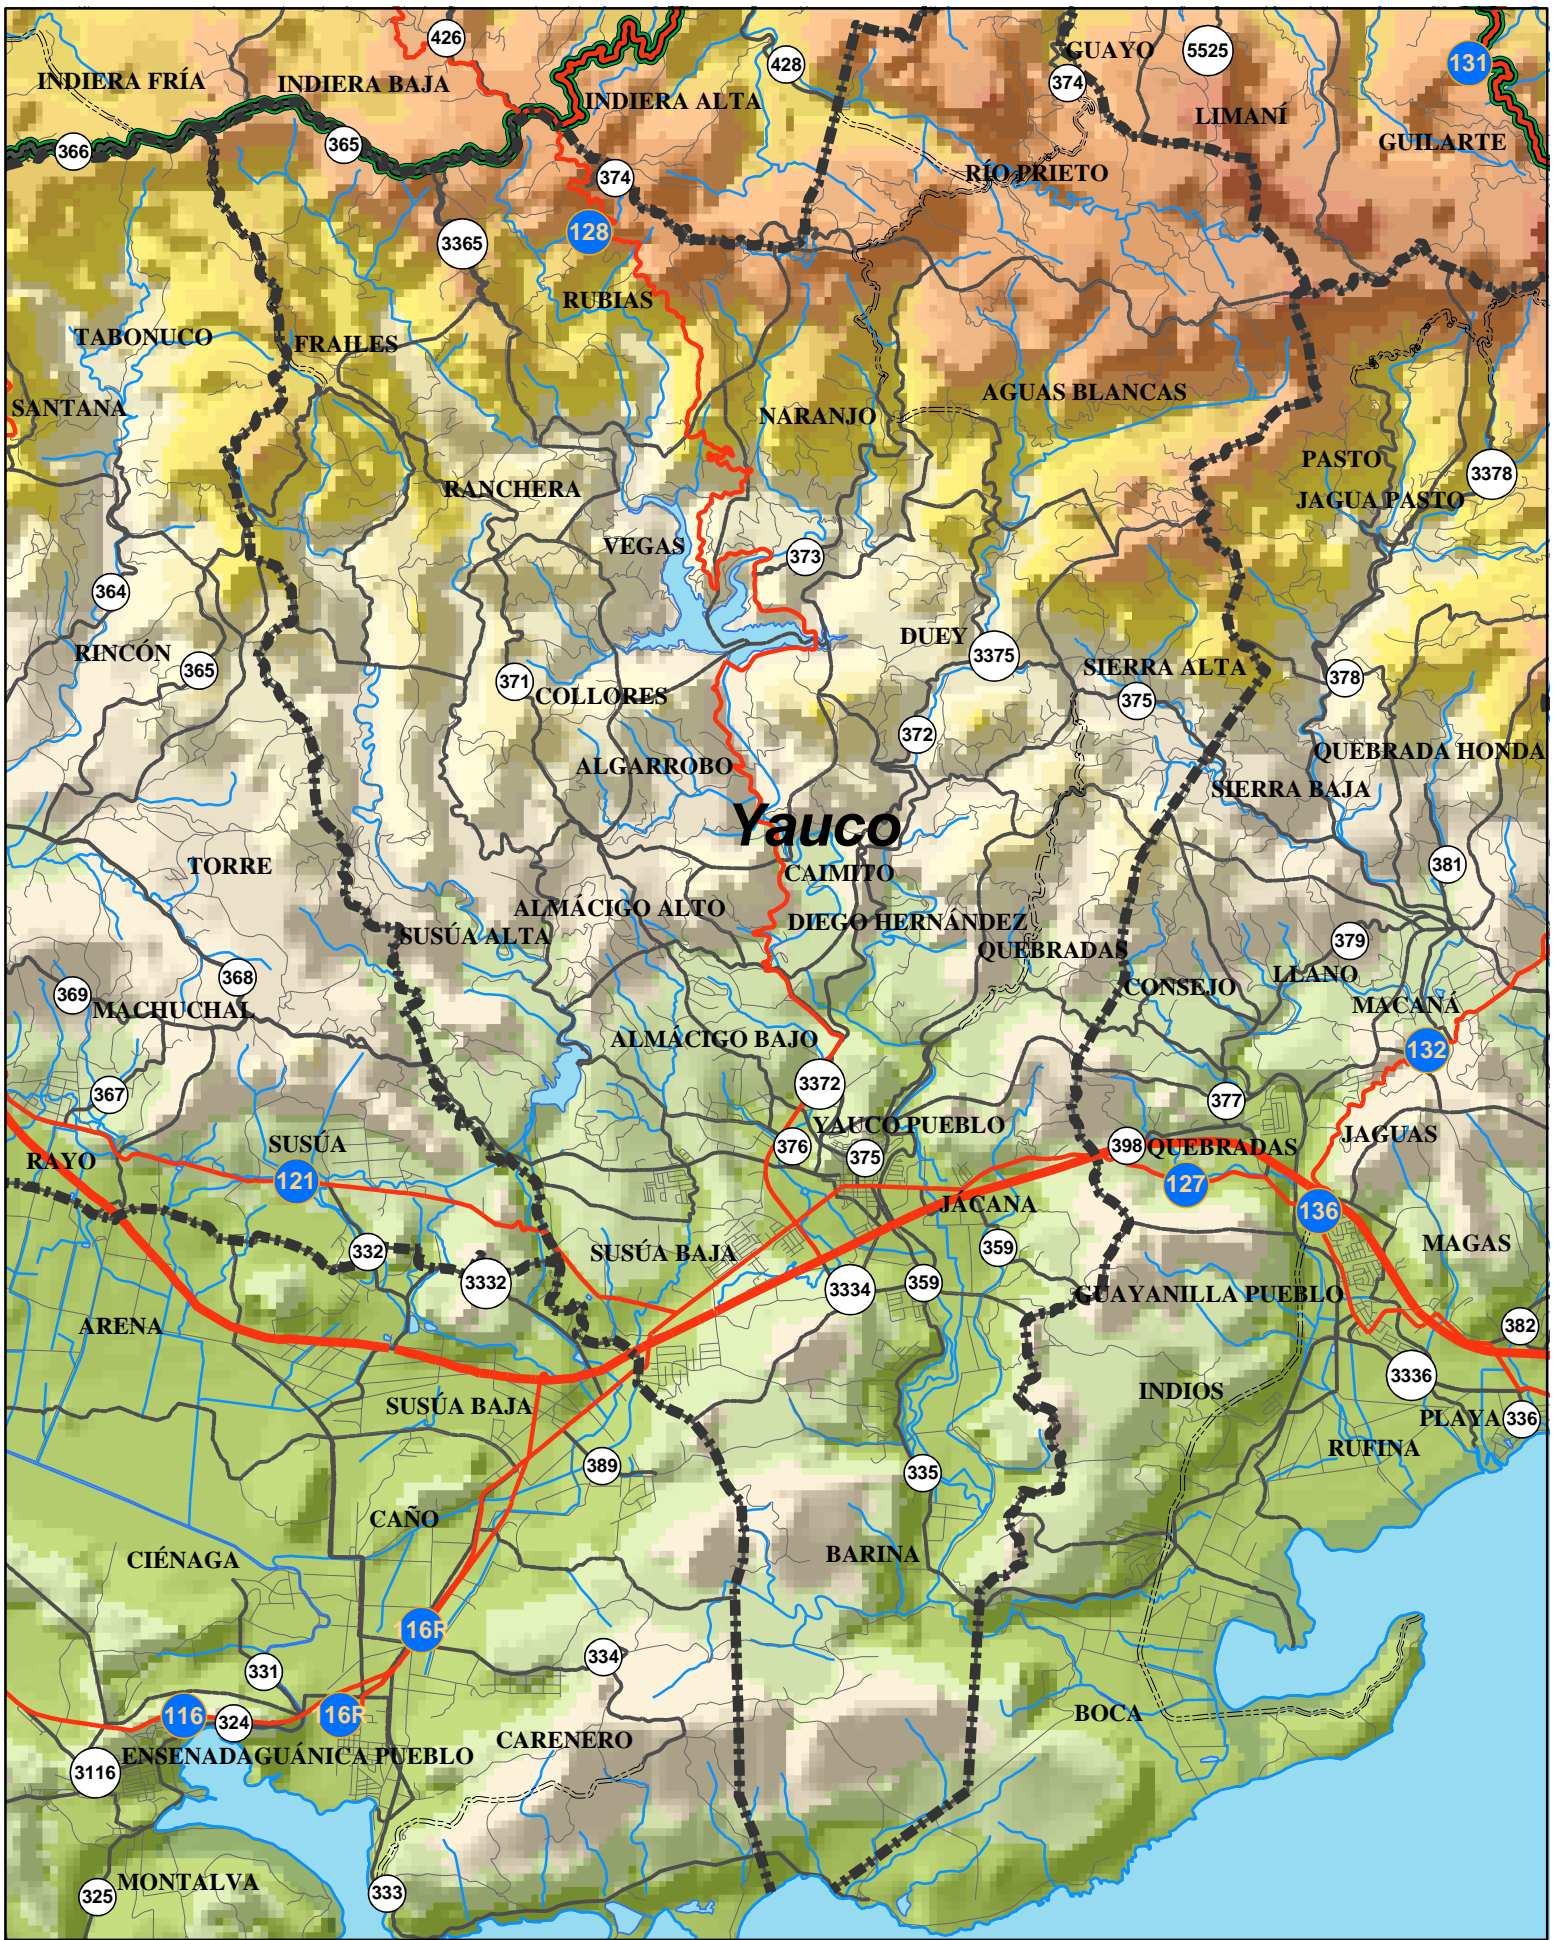 426
GUAYO
5525
131
428
INDIERA FRÍA
INDIERA BAJA
374
INDIERA ALTA
LIMANÍ
GUILARTE
366
365
RÍO PRIETO
374
128
3365
RUBIAS
TABONUCO
FRAILES
AGUAS BLANCAS
SANTANA
NARANJO
PASTO
3378
RANCHERA
JAGUA PASTO
VEGAS
373
364
DUEY
3375
RINCÓN
365
SIERRA ALTA
378
371
COLLORES
375
372
QUEBRADA HONDA
ALGARROBO
SIERRA BAJA
Yauco
TORRE
CAIMITO
381
ALMÁCIGO ALTO
DIEGO HERNÁNDEZ
SUSÚA ALTA
379
QUEBRADAS
368
LLANO
CONSEJO
369
MACHUCHAL
MACANÁ
ALMÁCIGO BAJO
132
3372
367
377
YAUCO PUEBLO
SUSÚA
376
398
QUEBRADAS
JAGUAS
RAYO
375
121
127
JÁCANA
136
332
SUSÚA BAJA
359
MAGAS
3332
3334
359
GUAYANILLA PUEBLO
ARENA
382
3336
SUSÚA BAJA
INDIOS
PLAYA
336
RUFINA
389
335
CAÑO
CIÉNAGA
BARINA
116R
334
331
116
324
116R
BOCA
CARENERO
ENSENADA
GUÁNICA PUEBLO
3116
MONTALVA
325
333